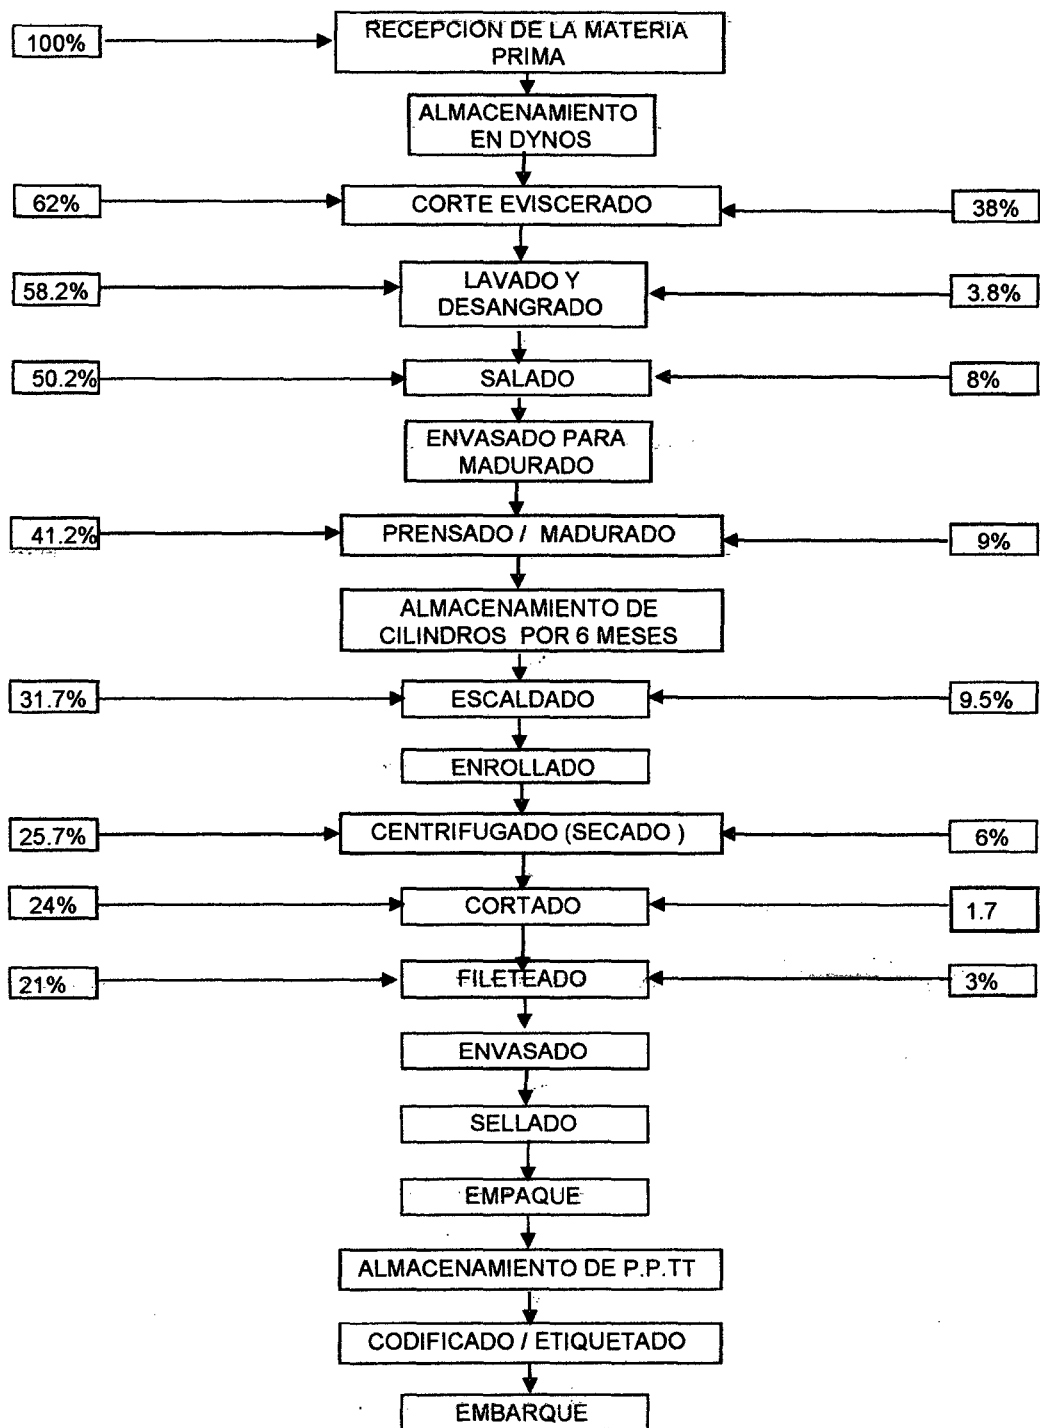 100%
RECEPCION DE LA MATERIA
PRIMA
ALMACENAMIENTO
EN DYNOS
62%
CORTE EVISCERADO
38%
58.2%
LAVADO Y
DESANGRADO
3.8%
50.2%
SALADO
8%
ENVASADO PARA
MADURADO
41.2%
PRENSADO / MADURADO
9%
ALMACENAMIENTO DE
CILINDROS POR 6 MESES
31.7%
ESCALDADO
9.5%
ENROLLADO
25.7%
CENTRIFUGADO (SECADO )
6%
24%
CORTADO
1.7
21%
FILETEADO
3%
ENVASADO
SELLADO
EMPAQUE
ALMACENAMIENTO DE P.P.TT
CODIFICADO / ETIQUETADO
EMBARQUE